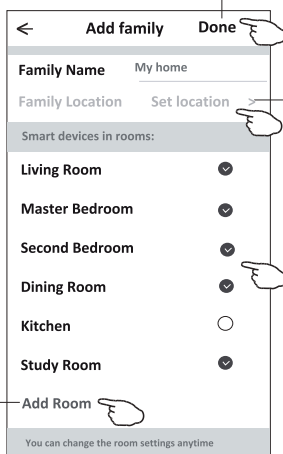 ← Add family Done
Family Name My home
Family Location Set location >
Smart devices in rooms:
Living Room
Master Bedroom
Second Bedroom
Dining Room
Kitchen
Study Room
Add Room
You can change the room settings anytime